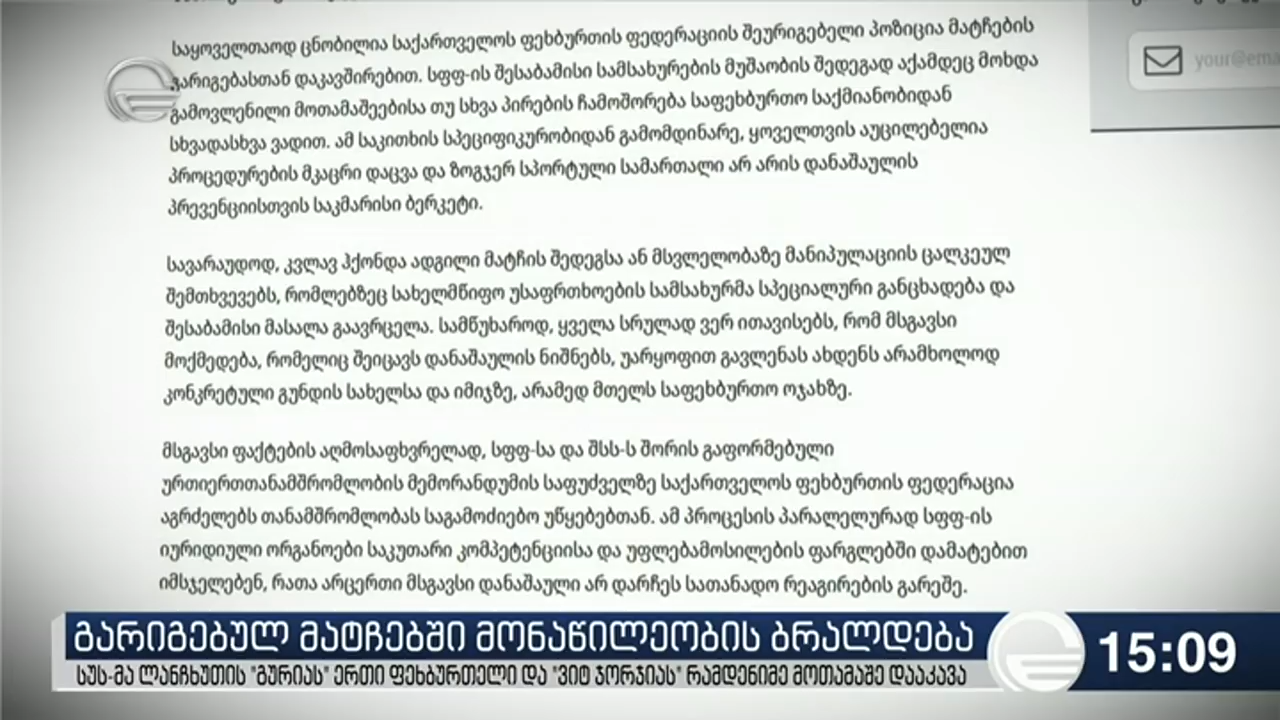 საყოველთაოდ ცნობილია საქართველოს ფეხბურთის ფედერაციის შეურიგებელი პოზიცია მატჩების
გარიგებასთან დაკავშირებით. სფფ-ის შესაბამისი სამსახურების მუშაობის შედეგად აქამდეც მოხდა
გამოვლენილი მოთამაშეებისა თუ სხვა პირების ჩამოშორება საფეხბურთო საქმიანობიდან
სხვადასხვა ვადით. ამ საკითხის სპეციფიკურობიდან გამომდინარე, ყოველთვის აუცილებელია
პროცედურების მკაცრი დაცვა და ზოგჯერ სპორტული სამართალი არ არის დანაშაულის
პრევენციისთვის საკმარისი ბერკეტი.
your@ema
სავარაუდოდ, კვლავ ჰქონდა ადგილი მატჩის შედეგსა ან მსვლელობაზე მანიპულაციის ცალკეულ
შემთხვევებს, რომლებზეც სახელმწიფო უსაფრთხოების სამსახურმა სპეციალური განცხადება და
შესაბამისი მასალა გაავრცელა. სამწუხაროდ, ყველა სრულად ვერ ითავისებს, რომ მსგავსი
მოქმედება, რომელიც შეიცავს დანაშაულის ნიშნებს, უარყოფით გავლენას ახდენს არამხოლოდ
კონკრეტული გუნდის სახელსა და იმიჯზე, არამედ მთელს საფეხბურთო ოჯახზე.
მსგავსი ფაქტების აღმოსაფხვრელად, სფფ-სა და შსს-ს შორის გაფორმებული
ურთიერთთანამშრომლობის მემორანდუმის საფუძველზე საქართველოს ფეხბურთის ფედერაცია
აგრძელებს თანამშრომლობას საგამოძიებო უწყებებთან. ამ პროცესის პარალელურად სფფ-ის
იურიდიული ორგანოები საკუთარი კომპეტენციისა და უფლებამოსილების ფარგლებში დამატებით
იმსჯელებენ, რათა არცერთი მსგავსი დანაშაული არ დარჩეს სათანადო რეაგირების გარეშე.
გარიგებულ მატჩებში მონაწილეობის ბრალდება
სუს-მა ლანჩხუთის "გურიას" ერთი ფეხბურთელი და "ვიტ ჯორჯიას" რამდენიმე მოთამაშე დააკავა
15:09